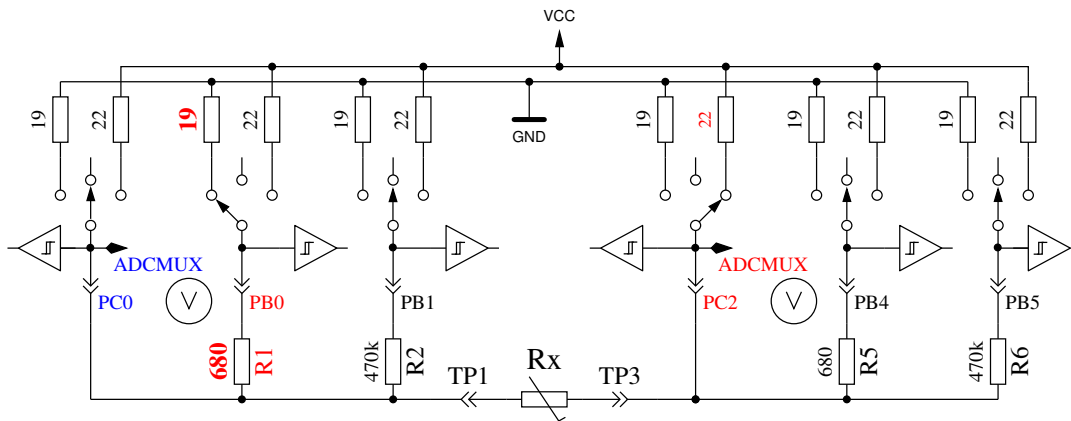 VCC
19 22 19 22 19 22 19 22 19 22 19 22
GND
ADCMUX ADCMUX
PC0 V PB0 PB1 PC2 V PB4 PB5
680 R1 470k R2 680 R5 470k R6
TP1 Rx TP3